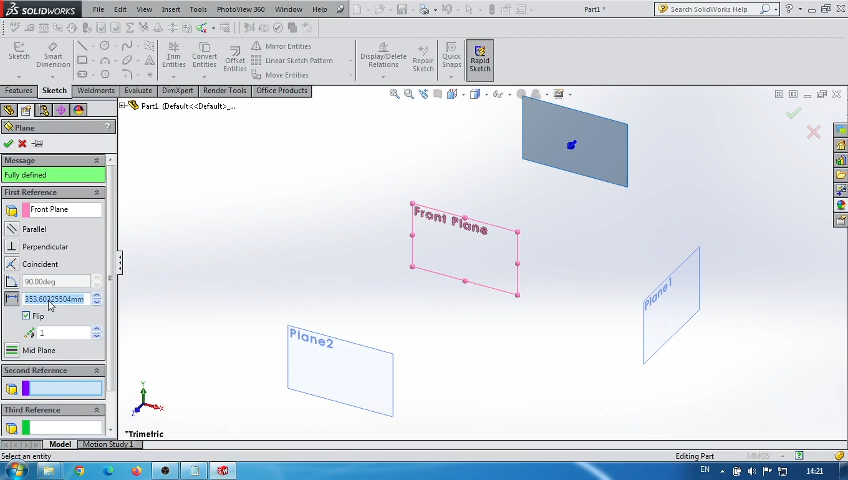 SOLIDWORKS File Edit View Insert Tools PhotoView 360 Window Help Part1 * Search SolidWorks Help
Sketch Smart Dimension Trim Entities Convert Entities Offset Entities Mirror Entities Linear Sketch Pattern Move Entities Display/Delete Relations Repair Sketch Quick Snaps Rapid Sketch
Features Sketch Weldments Evaluate DimXpert Render Tools Office Products
Part1 (Default<<Default>_...
Plane ?
Message
Fully defined
First Reference
Front Plane
Parallel
Perpendicular
Coincident
90.00deg
353.60225504mm
Flip
1
Mid Plane
Second Reference
Third Reference
Front Plane
Plane1
Plane2
Y
X
Z
*Trimetric
Model Motion Study 1
Select an entity Editing Part MMGS
EN 14:21